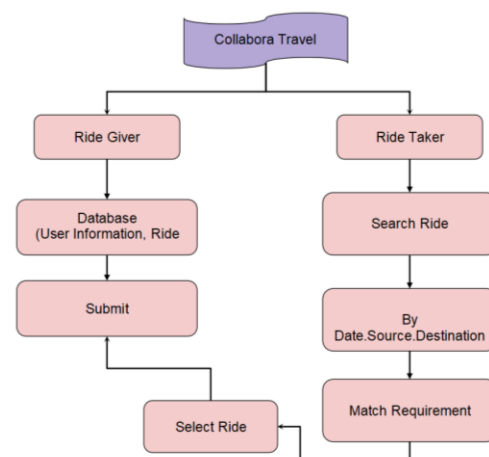 Collabora Travel
Ride Giver
Ride Taker
Database
(User Information, Ride
Search Ride
Submit
By
Date.Source.Destination
Select Ride
Match Requirement